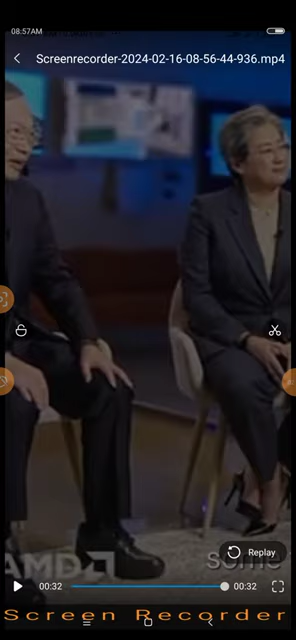 08:57AM
Screenrecorder-2024-02-16-08-56-44-936.mp4
AMD
some
Replay
00:32
00:32
Screen Recorder